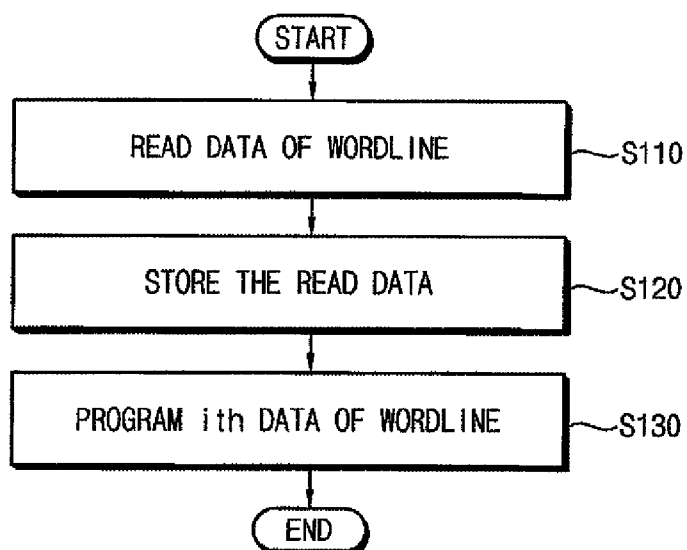 START
READ DATA OF WORDLINE
S110
STORE THE READ DATA
S120
PROGRAM ith DATA OF WORDLINE
S130
END